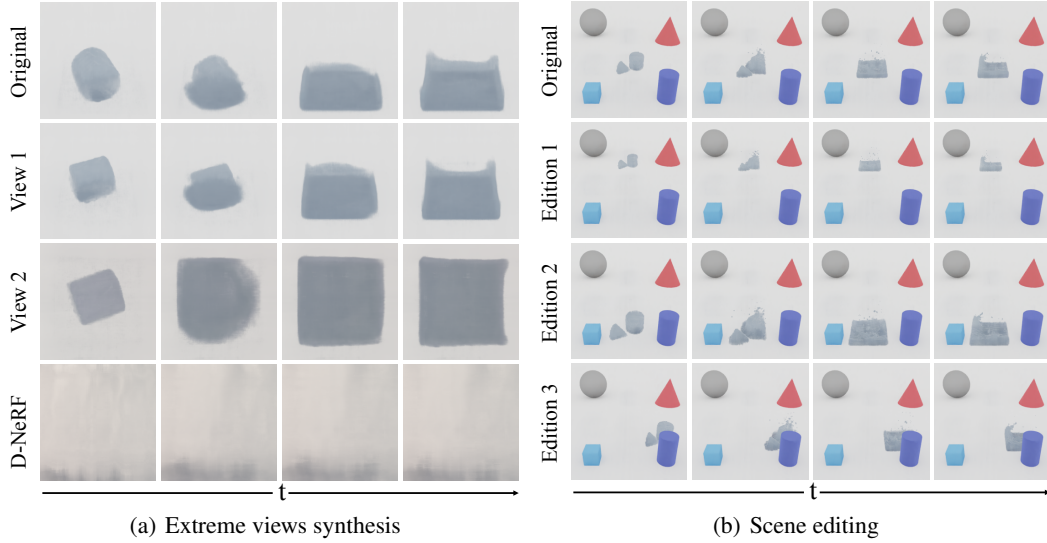 Original
View 1
View 2
D-NeRF
t
(a) Extreme views synthesis
Original
Edition 1
Edition 2
Edition 3
t
(b) Scene editing